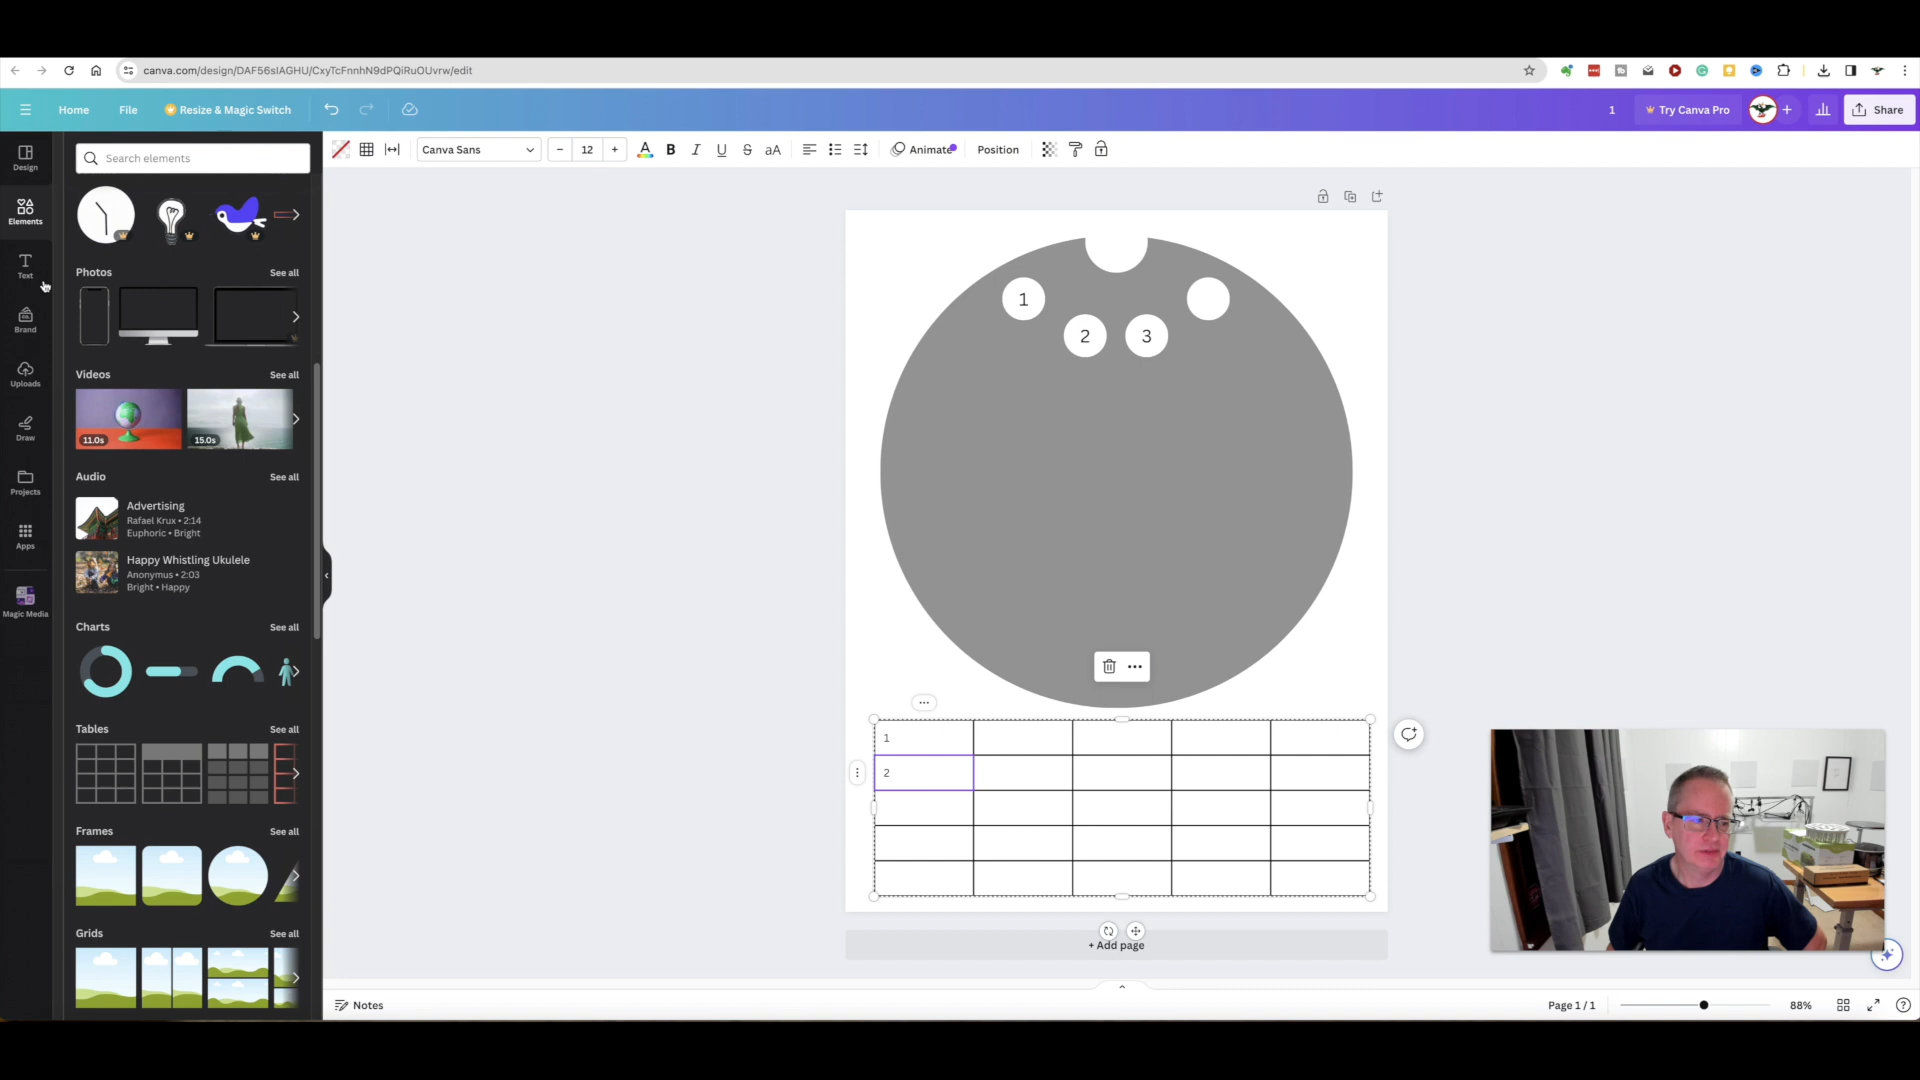 canva.com/design/DAF56sIAGHU/CxyTcFnnhN9dPQiRuOUvrw/edit
Home
File
Resize & Magic Switch
1
Try Canva Pro
Share
Design
Elements
Text
Brand
Uploads
Draw
Projects
Apps
Magic Media
Search elements
Photos
See all
Videos
See all
11.0s
15.0s
Audio
See all
Advertising
Rafael Krux • 2:14
Euphoric • Bright
Happy Whistling Ukulele
Anonymus • 2:03
Bright • Happy
Charts
See all
Tables
See all
Frames
See all
Grids
See all
Canva Sans
12
A
B
I
U
S
aA
Animate
Position
1
2
3
1
2
+ Add page
Notes
Page 1 / 1
88%